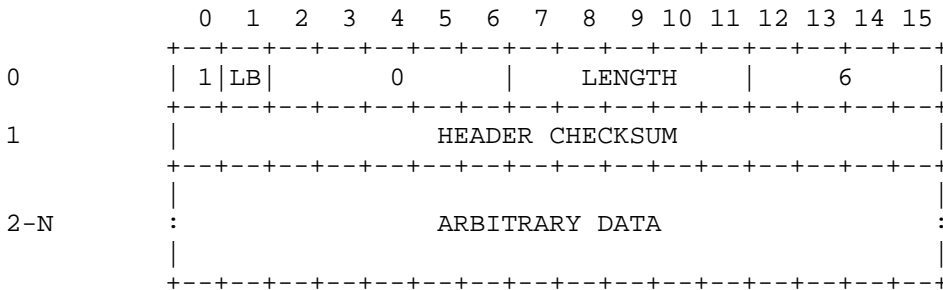 0  1  2  3  4  5  6  7  8  9 10 11 12 13 14 15
               +--+--+--+--+--+--+--+--+--+--+--+--+--+--+--+--+
0              | 1|LB|       0      |    LENGTH    |     6     |
               +--+--+--+--+--+--+--+--+--+--+--+--+--+--+--+--+
1              |                HEADER CHECKSUM                |
               +--+--+--+--+--+--+--+--+--+--+--+--+--+--+--+--+
               |                                               |
2-N            :                ARBITRARY DATA                 :
               |                                               |
               +--+--+--+--+--+--+--+--+--+--+--+--+--+--+--+--+